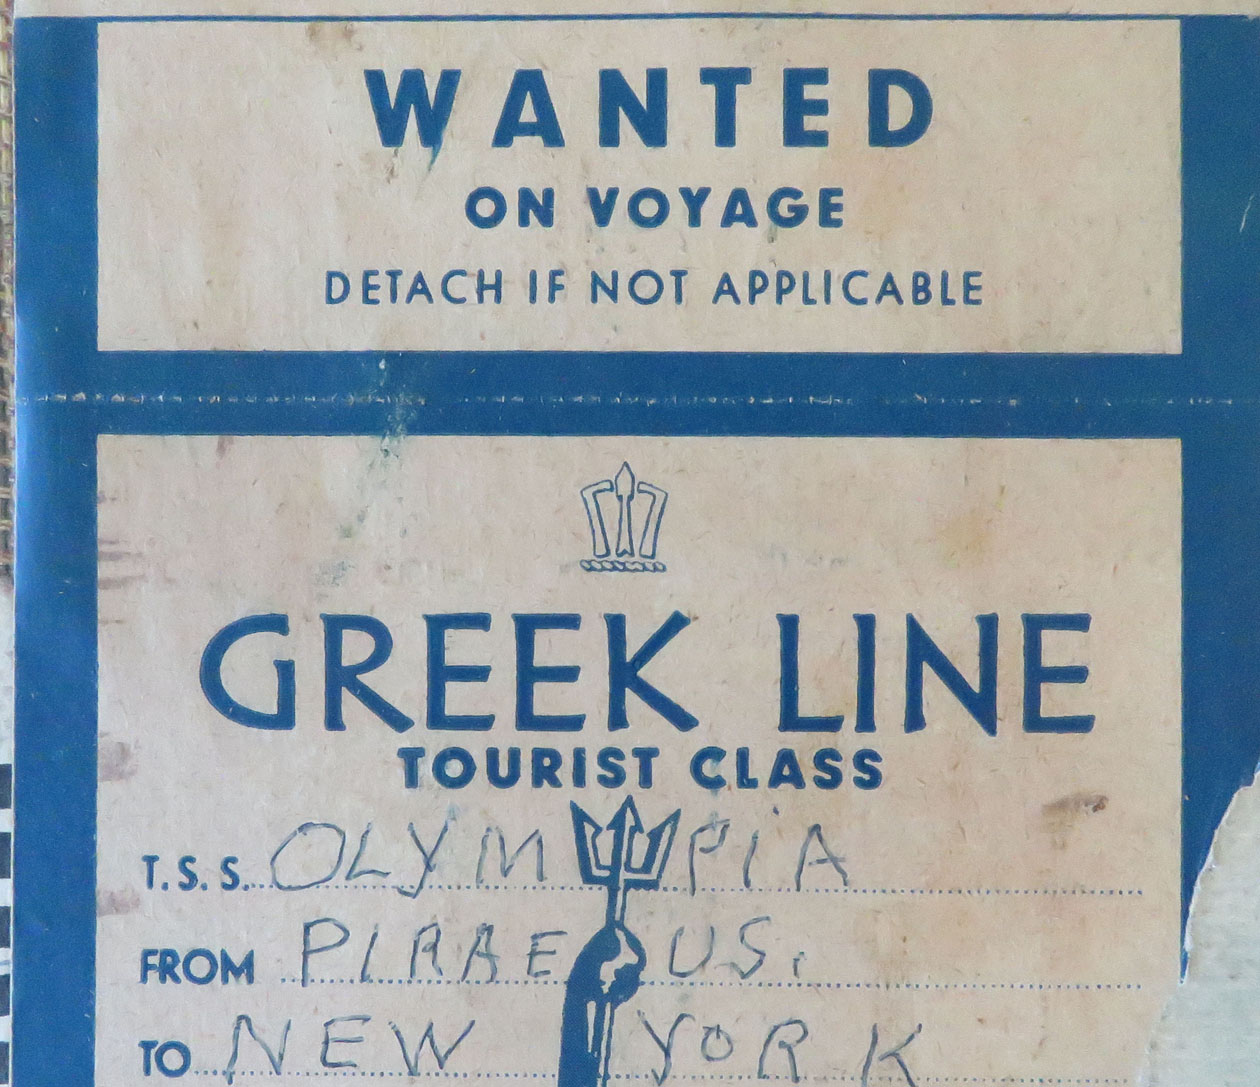 WANTED
ON VOYAGE
DETACH IF NOT APPLICABLE
GREEK LINE
TOURIST CLASS
T.S.S. OLYMPIA
FROM PIRAEUS.
TO NEW YORK